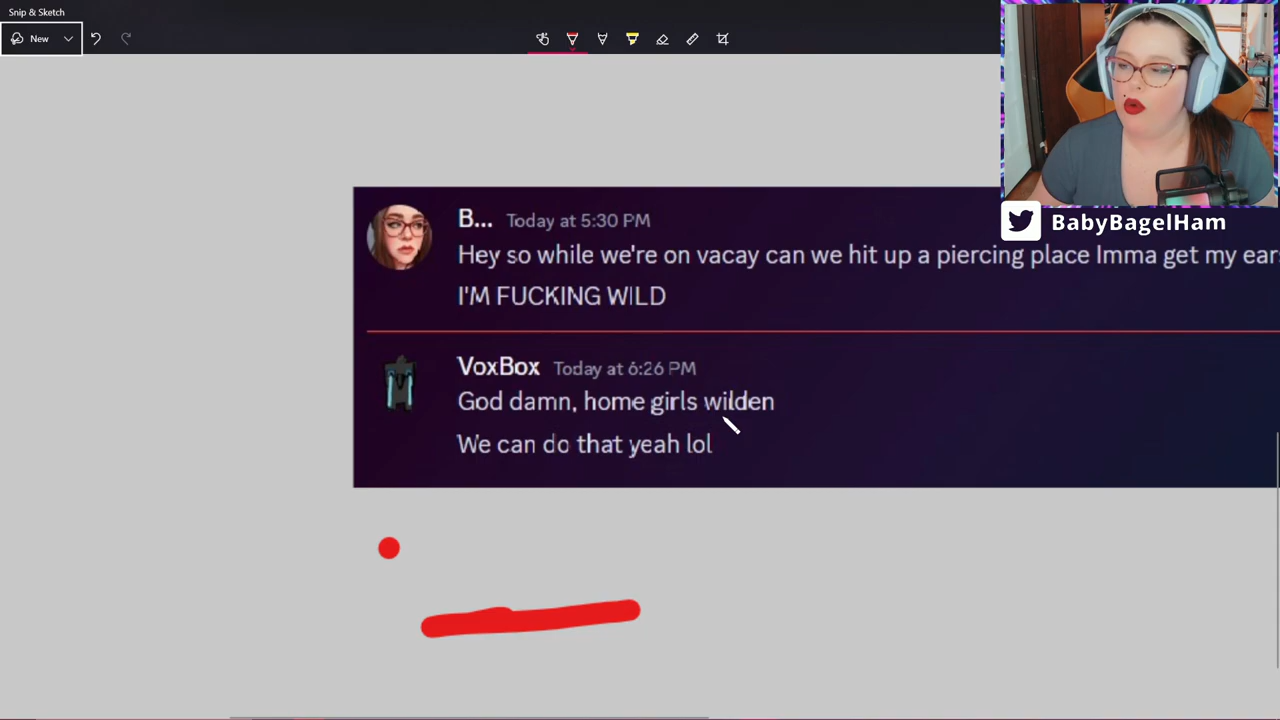 Snip & Sketch
New
BabyBagelHam
B... Today at 5:30 PM
Hey so while we're on vacay can we hit up a piercing place Imma get my ears
I'M FUCKING WILD
VoxBox Today at 6:26 PM
God damn, home girls wilden
We can do that yeah lol